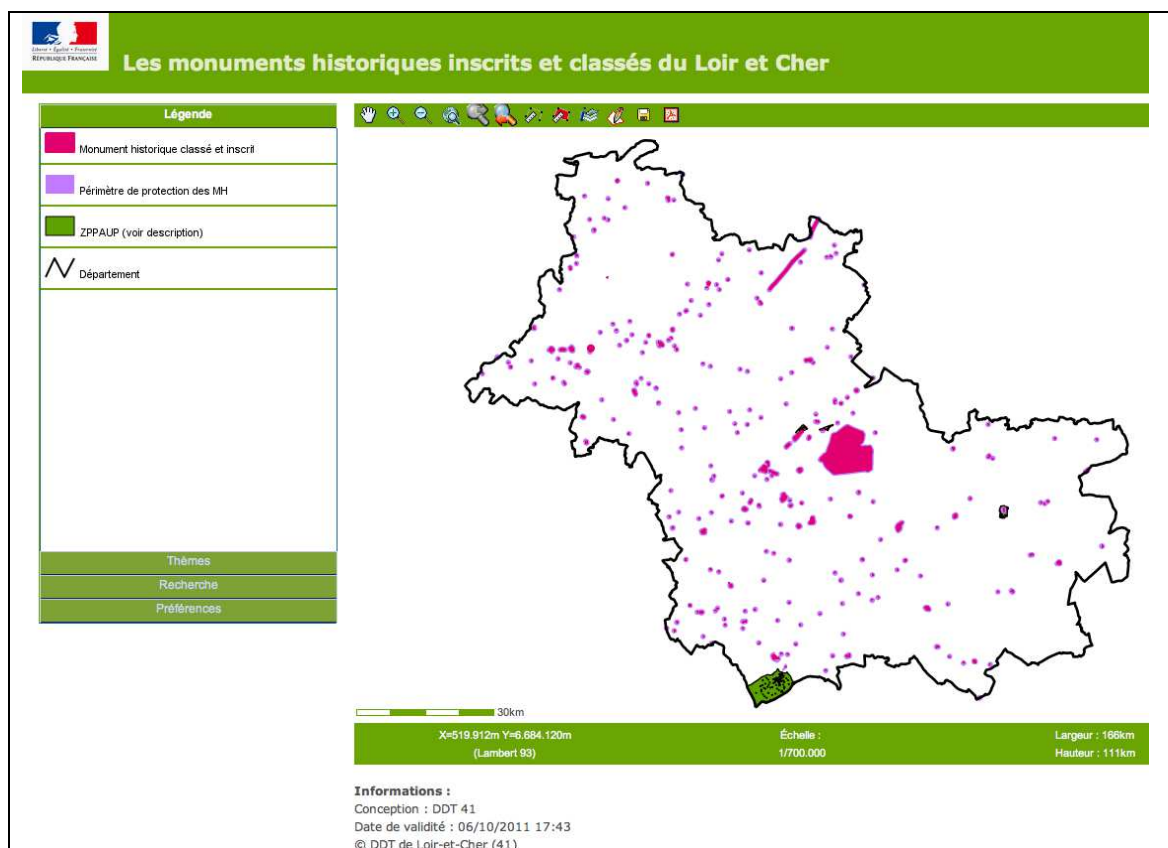 Liberté • Égalité • Fraternité
RÉPUBLIQUE FRANÇAISE
Les monuments historiques inscrits et classés du Loir et Cher
Légende
Monument historique classé et inscrit
Périmètre de protection des MH
ZPPAUP (voir description)
Département
Thèmes
Recherche
Préférences
30km
X=519.912m Y=6.684.120m
(Lambert 93)
Échelle :
1/700.000
Largeur : 166km
Hauteur : 111km
Informations :
Conception : DDT 41
Date de validité : 06/10/2011 17:43
© DDT de Loir-et-Cher (41)